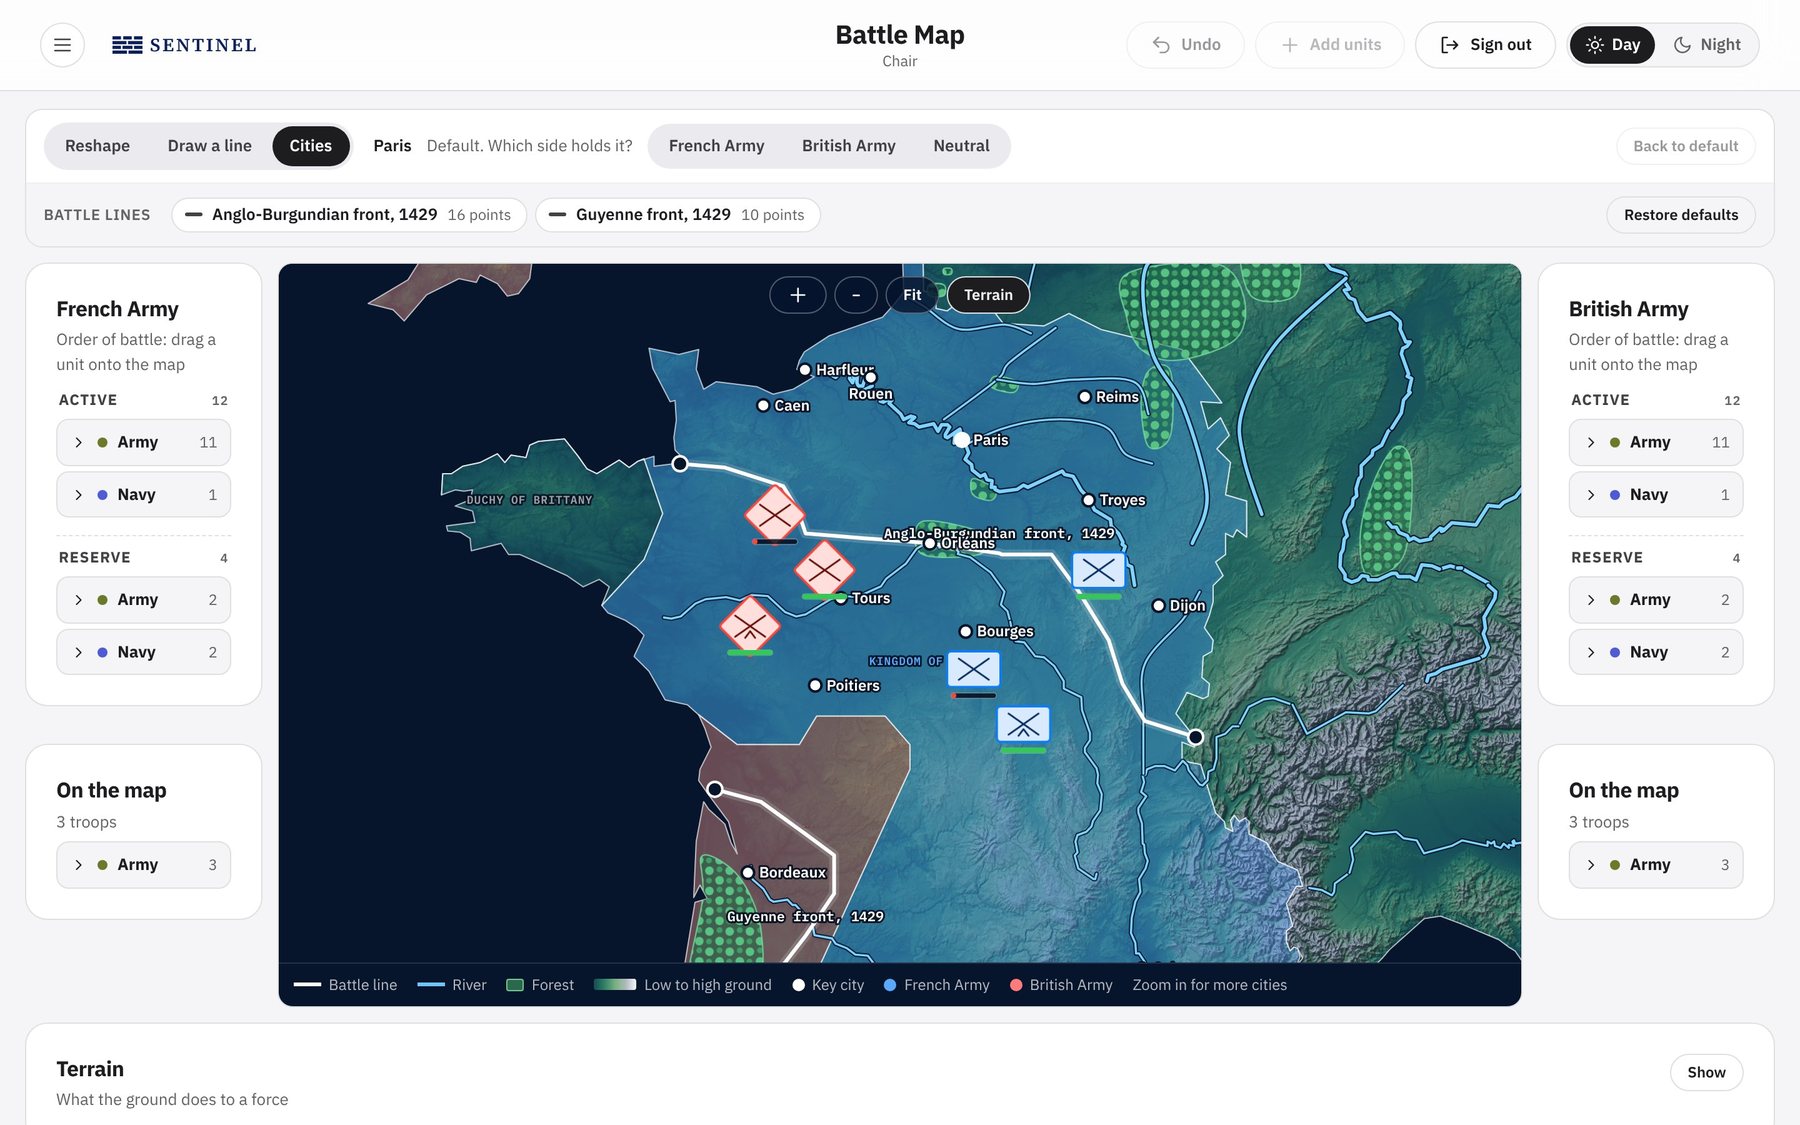 SENTINEL
Battle Map
Chair
Undo
Add units
Sign out
Day
Night
Reshape
Draw a line
Cities
Paris
Default. Which side holds it?
French Army
British Army
Neutral
Back to default
BATTLE LINES
Anglo-Burgundian front, 1429 16 points
Guyenne front, 1429 10 points
Restore defaults
French Army
Order of battle: drag a
unit onto the map
ACTIVE 12
Army 11
Navy 1
RESERVE 4
Army 2
Navy 2
On the map
3 troops
Army 3
+
-
Fit
Terrain
Harfleur
Rouen
Caen
Reims
Paris
DUCHY OF BRITTANY
Troyes
Anglo-Burgundian front, 1429
Orléans
Tours
Dijon
Bourges
KINGDOM OF
Poitiers
Bordeaux
Guyenne front, 1429
Battle line
River
Forest
Low to high ground
Key city
French Army
British Army
Zoom in for more cities
British Army
Order of battle: drag a
unit onto the map
ACTIVE 12
Army 11
Navy 1
RESERVE 4
Army 2
Navy 2
On the map
3 troops
Army 3
Terrain
What the ground does to a force
Show